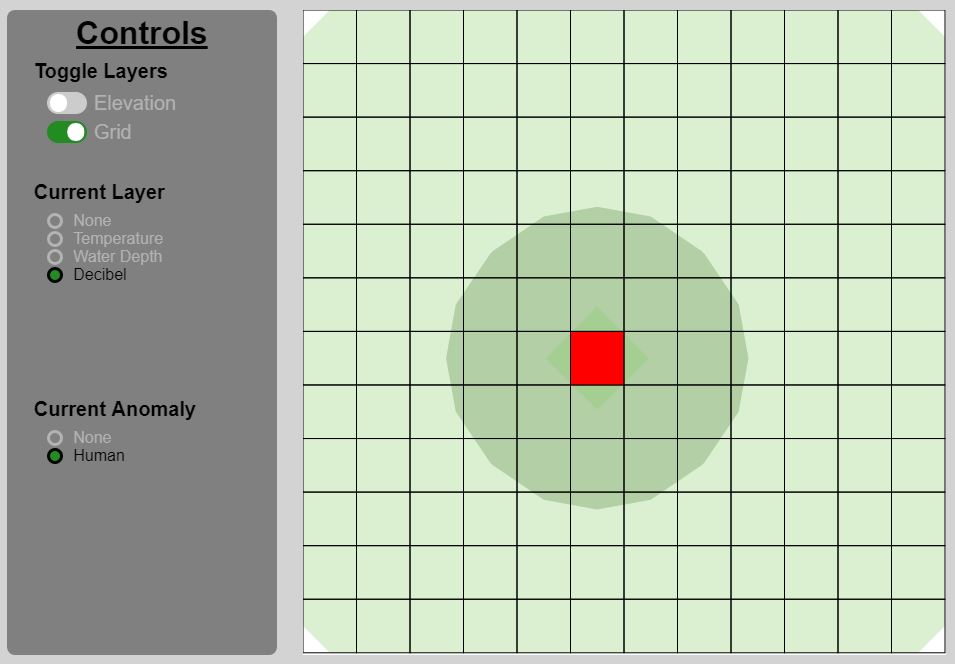 Controls
Toggle Layers
Elevation
Grid
Current Layer
None
Temperature
Water Depth
Decibel
Current Anomaly
None
Human